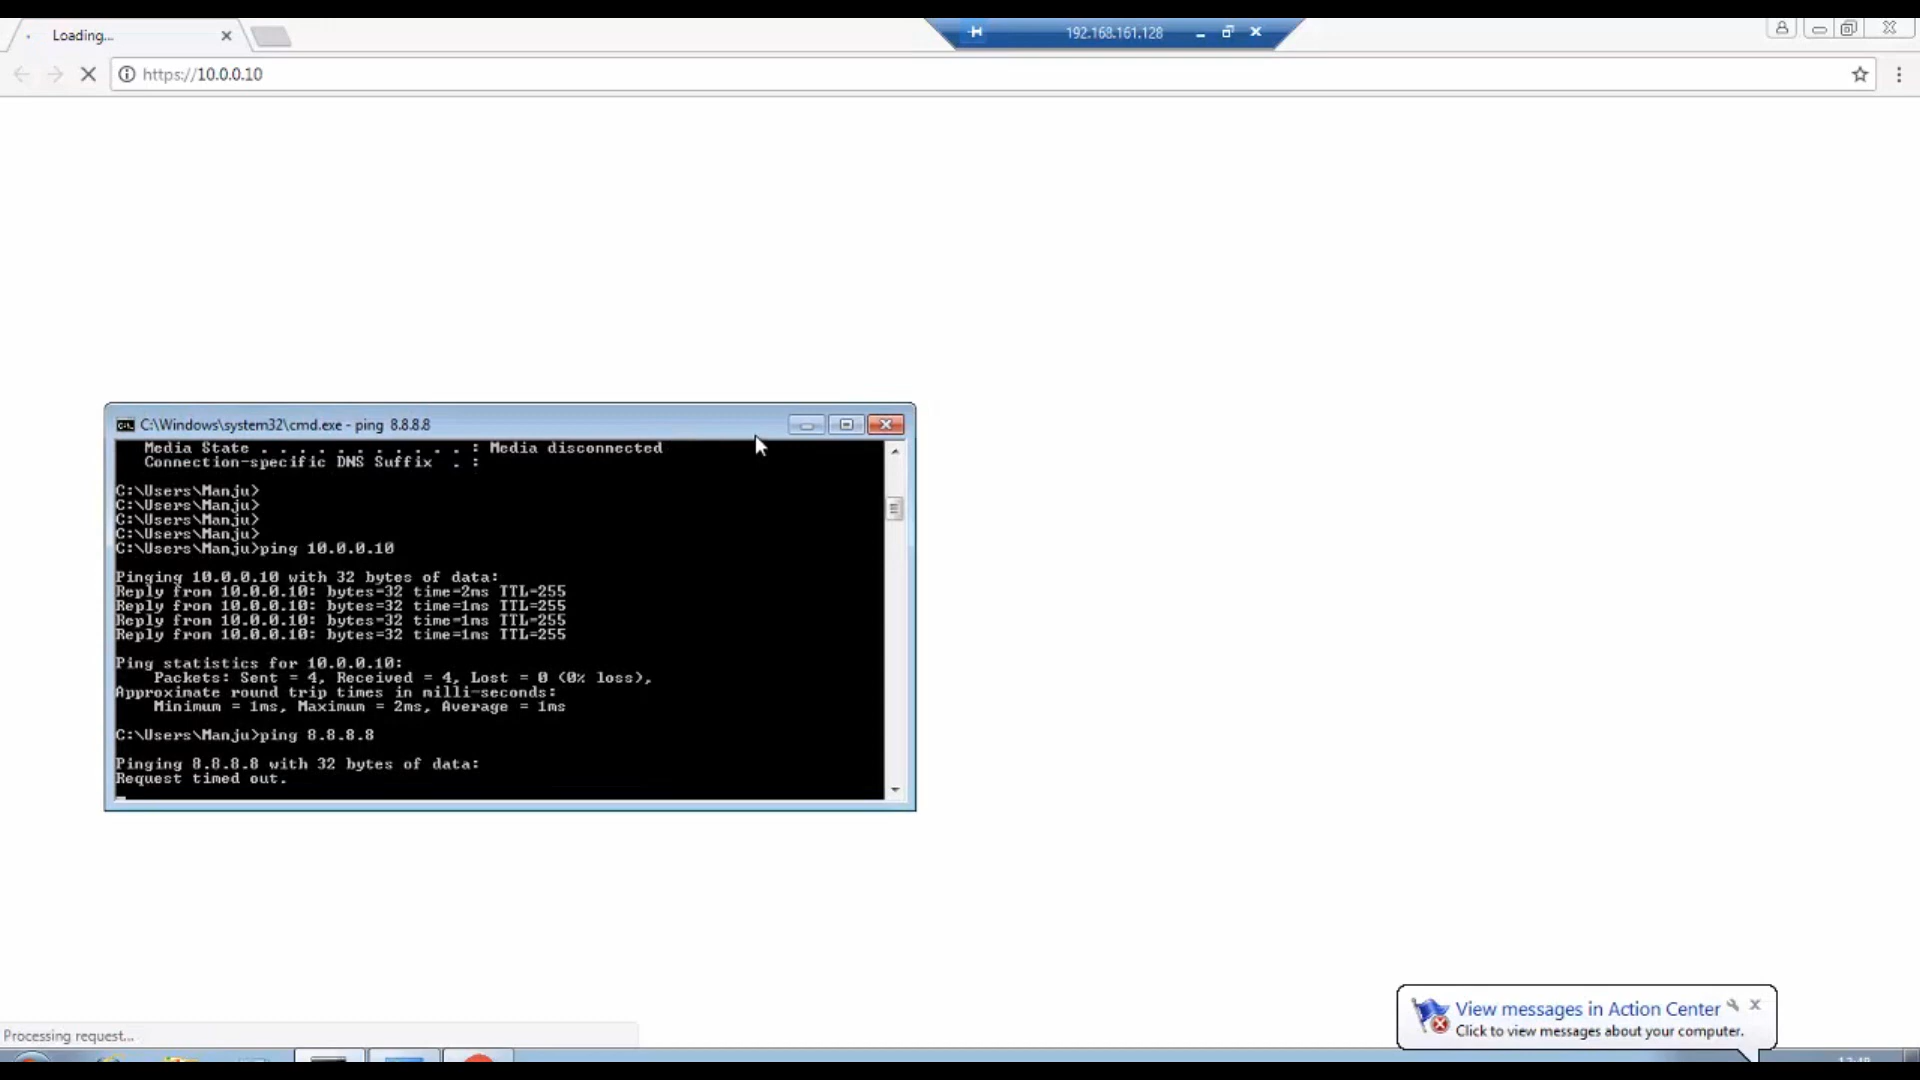 Loading...
192.168.161.128
https://10.0.0.10
C:\Windows\system32\cmd.exe - ping 8.8.8.8
Media State . . . . . . . . . . . : Media disconnected
Connection-specific DNS Suffix  . :
C:\Users\Manju>
C:\Users\Manju>
C:\Users\Manju>
C:\Users\Manju>
C:\Users\Manju>ping 10.0.0.10
Pinging 10.0.0.10 with 32 bytes of data:
Reply from 10.0.0.10: bytes=32 time=2ms TTL=255
Reply from 10.0.0.10: bytes=32 time=1ms TTL=255
Reply from 10.0.0.10: bytes=32 time=1ms TTL=255
Reply from 10.0.0.10: bytes=32 time=1ms TTL=255
Ping statistics for 10.0.0.10:
Packets: Sent = 4, Received = 4, Lost = 0 (0% loss),
Approximate round trip times in milli-seconds:
Minimum = 1ms, Maximum = 2ms, Average = 1ms
C:\Users\Manju>ping 8.8.8.8
Pinging 8.8.8.8 with 32 bytes of data:
Request timed out.
View messages in Action Center
Click to view messages about your computer.
Processing request...